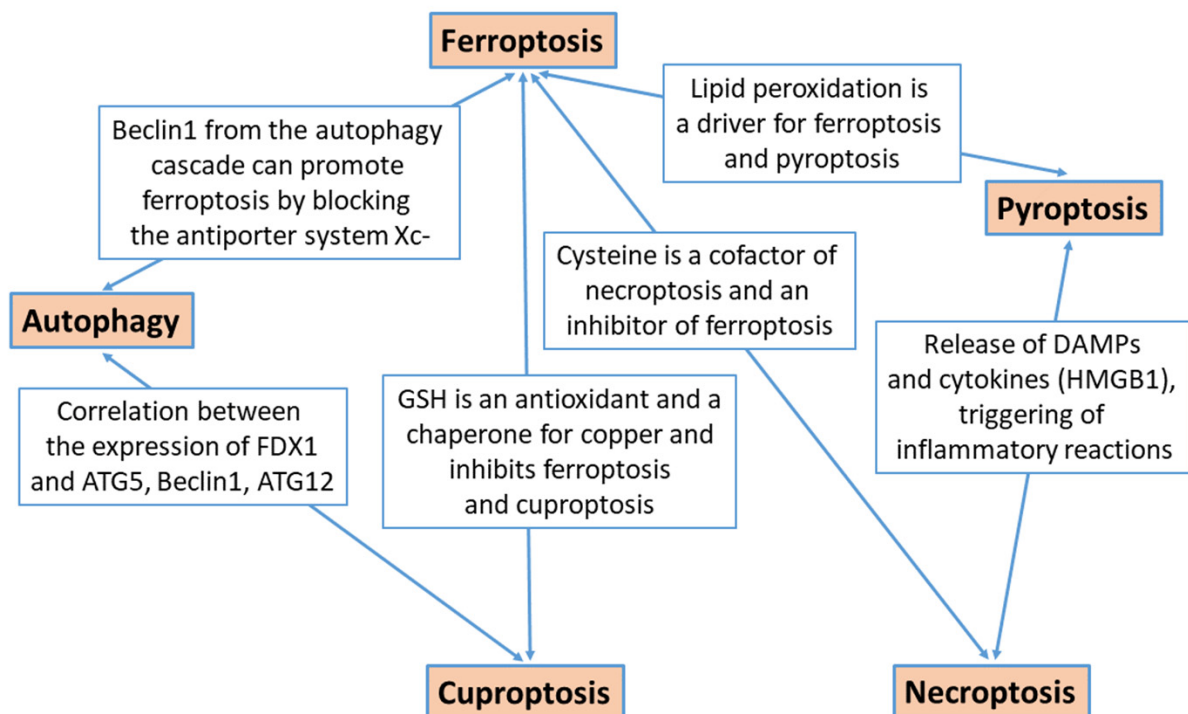 Ferroptosis
Lipid peroxidation is
a driver for ferroptosis
and pyroptosis
Beclin1 from the autophagy
cascade can promote
ferroptosis by blocking
the antiporter system Xc-
Pyroptosis
Cysteine is a cofactor of
necroptosis and an
inhibitor of ferroptosis
Autophagy
Release of DAMPs
and cytokines (HMGB1),
triggering of
inflammatory reactions
Correlation between
the expression of FDX1
and ATG5, Beclin1, ATG12
GSH is an antioxidant and a
chaperone for copper and
inhibits ferroptosis
and cuproptosis
Cuproptosis
Necroptosis